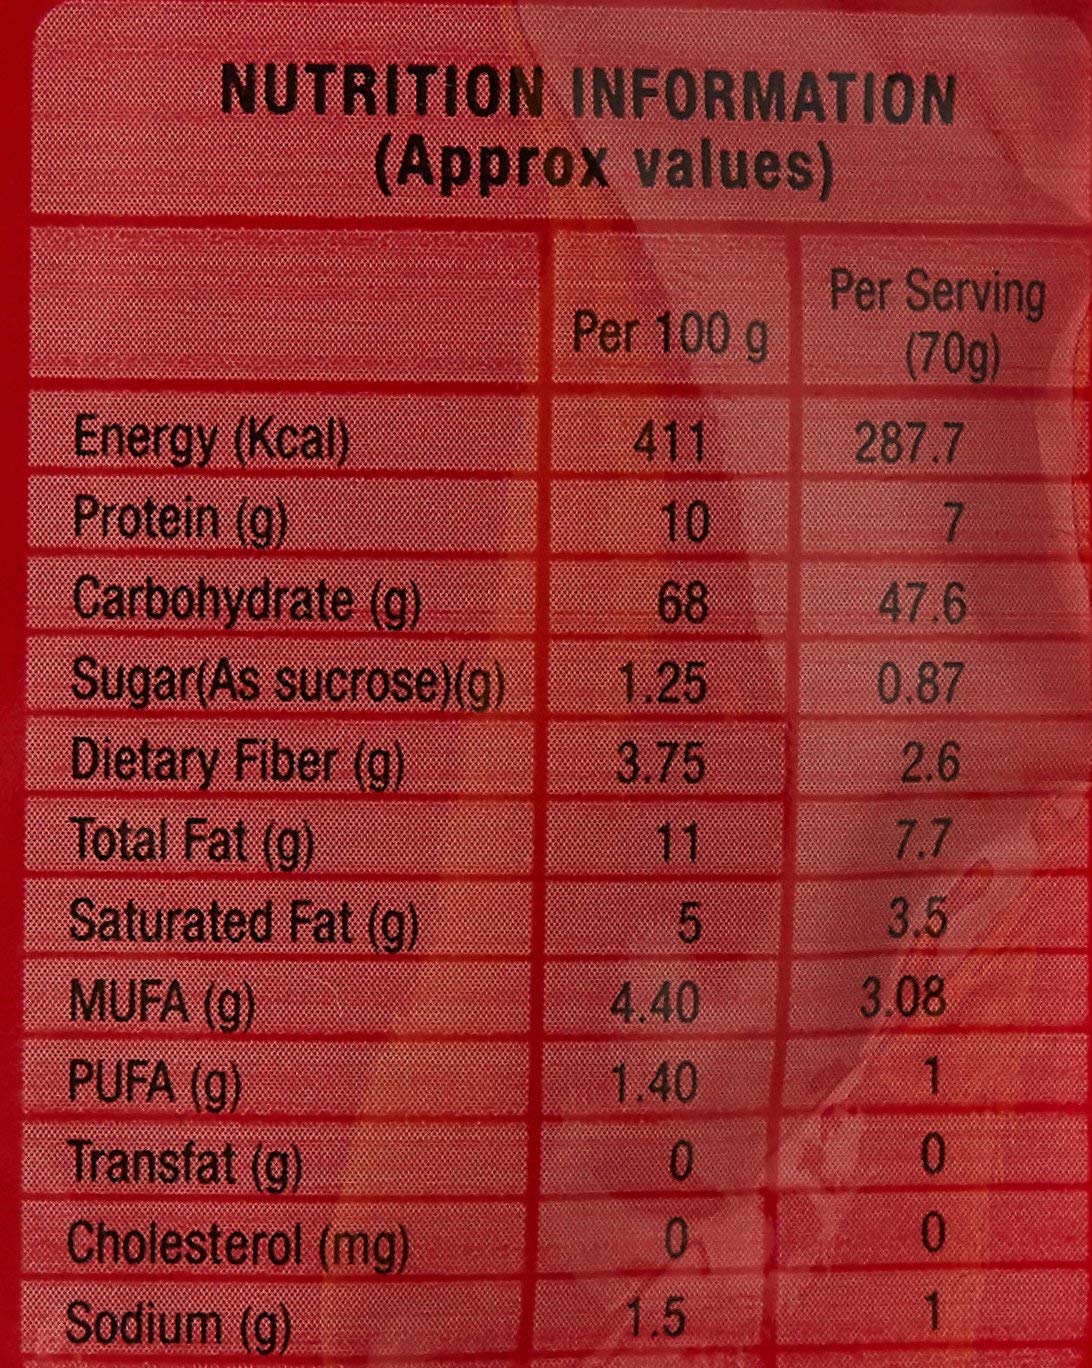 NUTRITION INFORMATION
(Approx values)
Per 100 g Per Serving (70g)
Energy (Kcal) 411 287.7
Protein (g) 10 7
Carbohydrate (g) 68 47.6
Sugar(As sucrose)(g) 1.25 0.87
Dietary Fiber (g) 3.75 2.6
Total Fat (g) 11 7.7
Saturated Fat (g) 5 3.5
MUFA (g) 4.40 3.08
PUFA (g) 1.40 1
Transfat (g) 0 0
Cholesterol (mg) 0 0
Sodium (g) 1.5 1